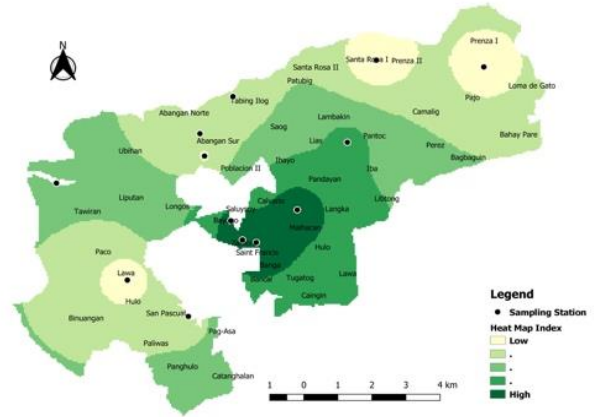 N
Prenza I
Santa Rosa I
Prenza II
Santa Rosa II
Patubig
Loma de Gato
Pajo
Tabing Ilog
Abangan Norte
Lambakin
Camalig
Saog
Abangan Sur
Lias
Pantoc
Perez
Bahay Pare
Ubihan
Poblacion II
Ibayo
Iba
Bagbaguin
Pandayan
Liputan
Longos
Calvario
Libtong
Tawiran
Saluysoy
Langka
Malhacan
Paco
Saint Francis
Hulo
Lawa
Banga
Lawa
Bancal
Tugatog
Hulo
Caingin
Binuangan
San Pascual
Pag-Asa
Paliwas
Panghulo
Catanghalan
Legend
Sampling Station
Heat Map Index
Low
-
-
-
High
1 0 1 2 3 4 km